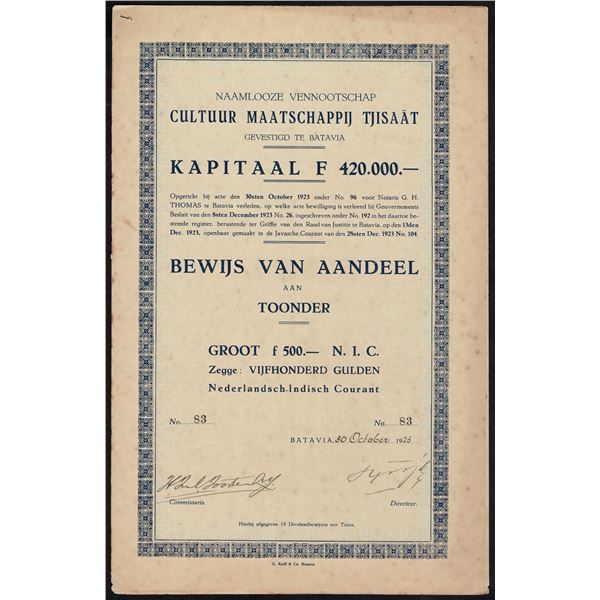 NAAMLOOZE VENNOOTSCHAP
CULTUUR MAATSCHAPPIJ TJISAÄT
GEVESTIGD TE BATAVIA
KAPITAAL F 420.000.—
Opgericht bij acte den 30sten October 1923 onder No. 96 voor Notaris G. H.
THOMAS te Batavia verleden, op welke acte bewilliging is verleend bij Gouvernements
Besluit van den 8sten December 1923 No. 26, ingeschreven onder No. 192 in het daartoe be-
stemde register, berustende ter Griffie van den Raad van Justitie te Batavia, op den 13den
Dec. 1923, openbaar gemaakt in de Javasche Courant van den 28sten Dec. 1923 No. 104.
BEWIJS VAN AANDEEL
AAN
TOONDER
GROOT f 500.— N. I. C.
Zegge: VIJFHONDERD GULDEN
Nederlandsch-Indisch Courant
No. 83 No. 83
BATAVIA, 30 October 1923
Commissaris. Directeur.
Hierbij afgegeven 18 Dividendbewijzen met Talon.
G. Kolff & Co. Batavia